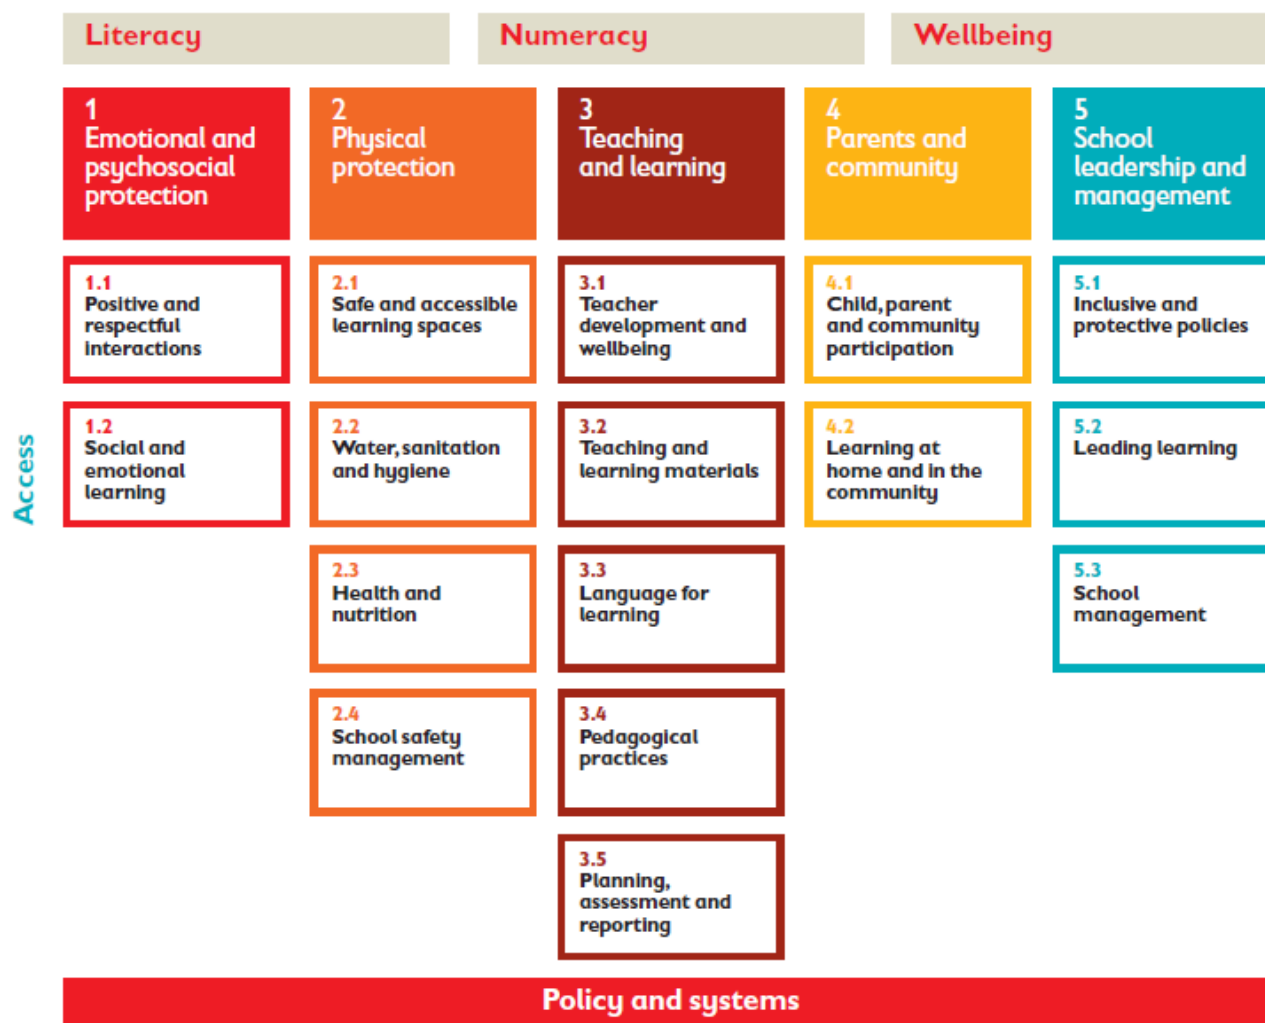 Literacy
Numeracy
Wellbeing
1
Emotional and
psychosocial
protection
2
Physical
protection
3
Teaching
and learning
4
Parents and
community
5
School
leadership and
management
1.1
Positive and
respectful
interactions
2.1
Safe and accessible
learning spaces
3.1
Teacher
development and
wellbeing
4.1
Child, parent
and community
participation
5.1
Inclusive and
protective policies
Access
1.2
Social and
emotional
learning
2.2
Water, sanitation
and hygiene
3.2
Teaching and
learning materials
4.2
Learning at
home and in the
community
5.2
Leading learning
2.3
Health and
nutrition
3.3
Language for
learning
5.3
School
management
2.4
School safety
management
3.4
Pedagogical
practices
3.5
Planning,
assessment and
reporting
Policy and systems